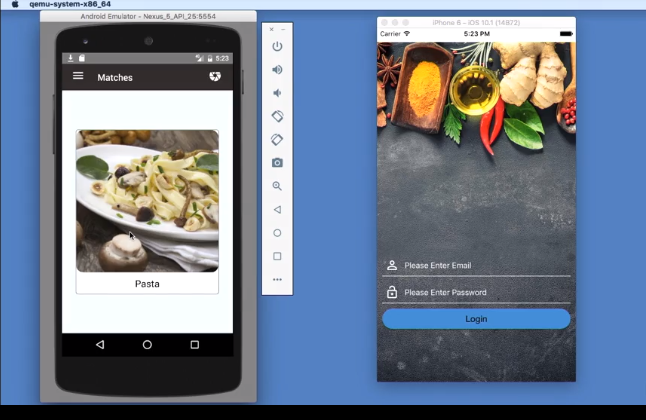 qemu-system-x86_64
Android Emulator - Nexus_5_API_25:5554
5:23
Matches
Pasta
iPhone 6 - iOS 10.1 (14B72)
Carrier
5:23 PM
Please Enter Email
Please Enter Password
Login